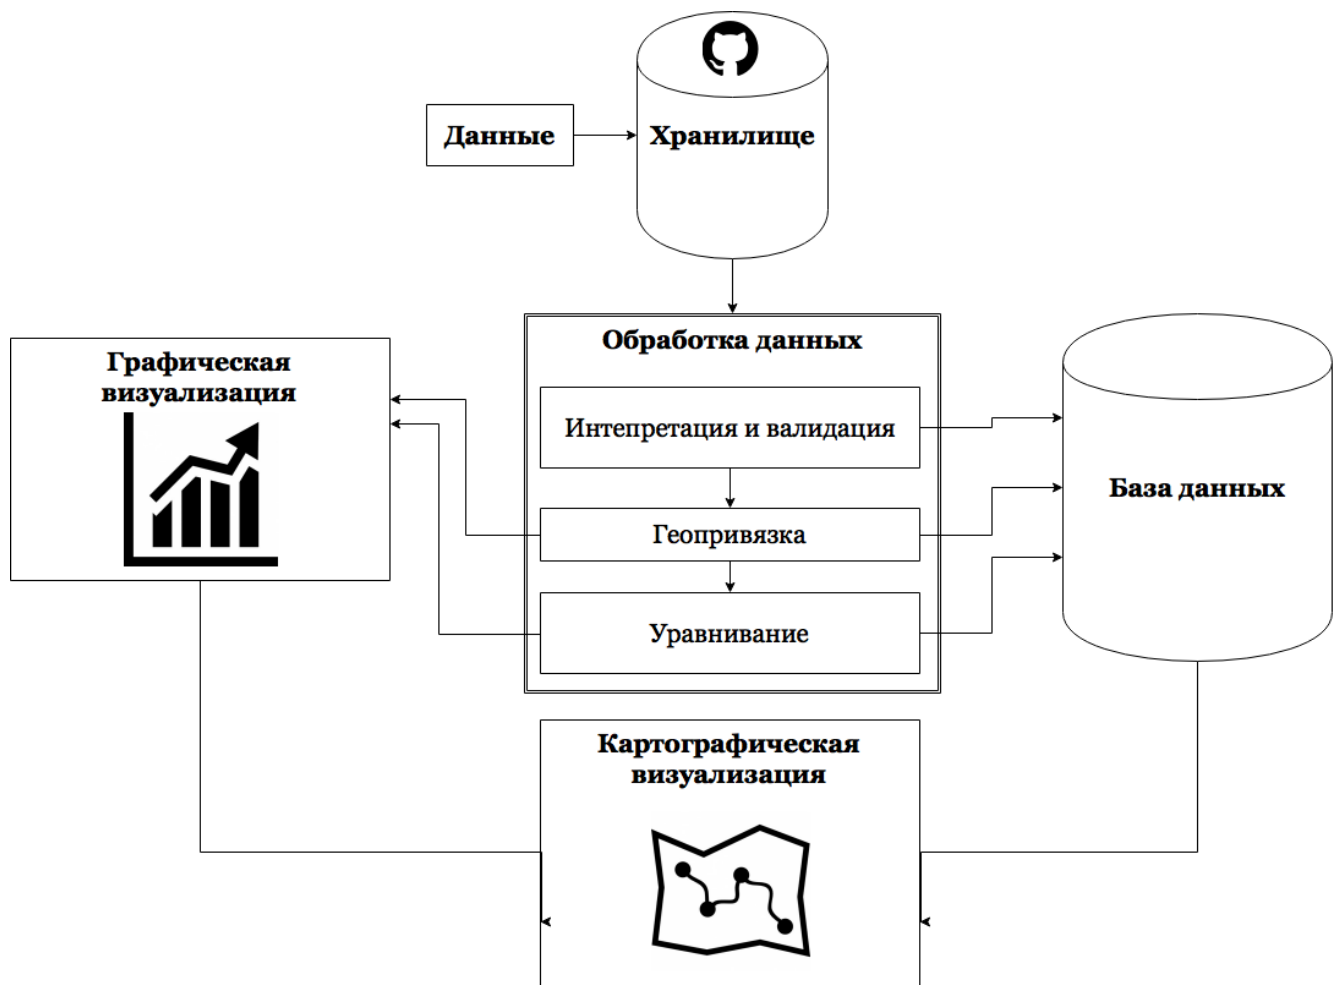 Данные
Хранилище
Обработка данных
Интепретация и валидация
Геопривязка
Уравнивание
Графическая
визуализация
База данных
Картографическая
визуализация